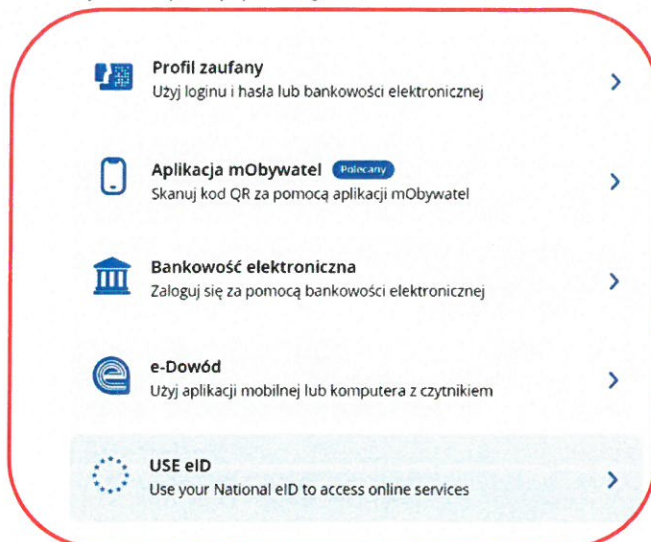 Profil zaufany
Użyj loginu i hasła lub bankowości elektronicznej
Aplikacja mObywatel Polecany
Skanuj kod QR za pomocą aplikacji mObywatel
Bankowość elektroniczna
Zaloguj się za pomocą bankowości elektronicznej
e-Dowód
Użyj aplikacji mobilnej lub komputera z czytnikiem
USE eID
Use your National eID to access online services